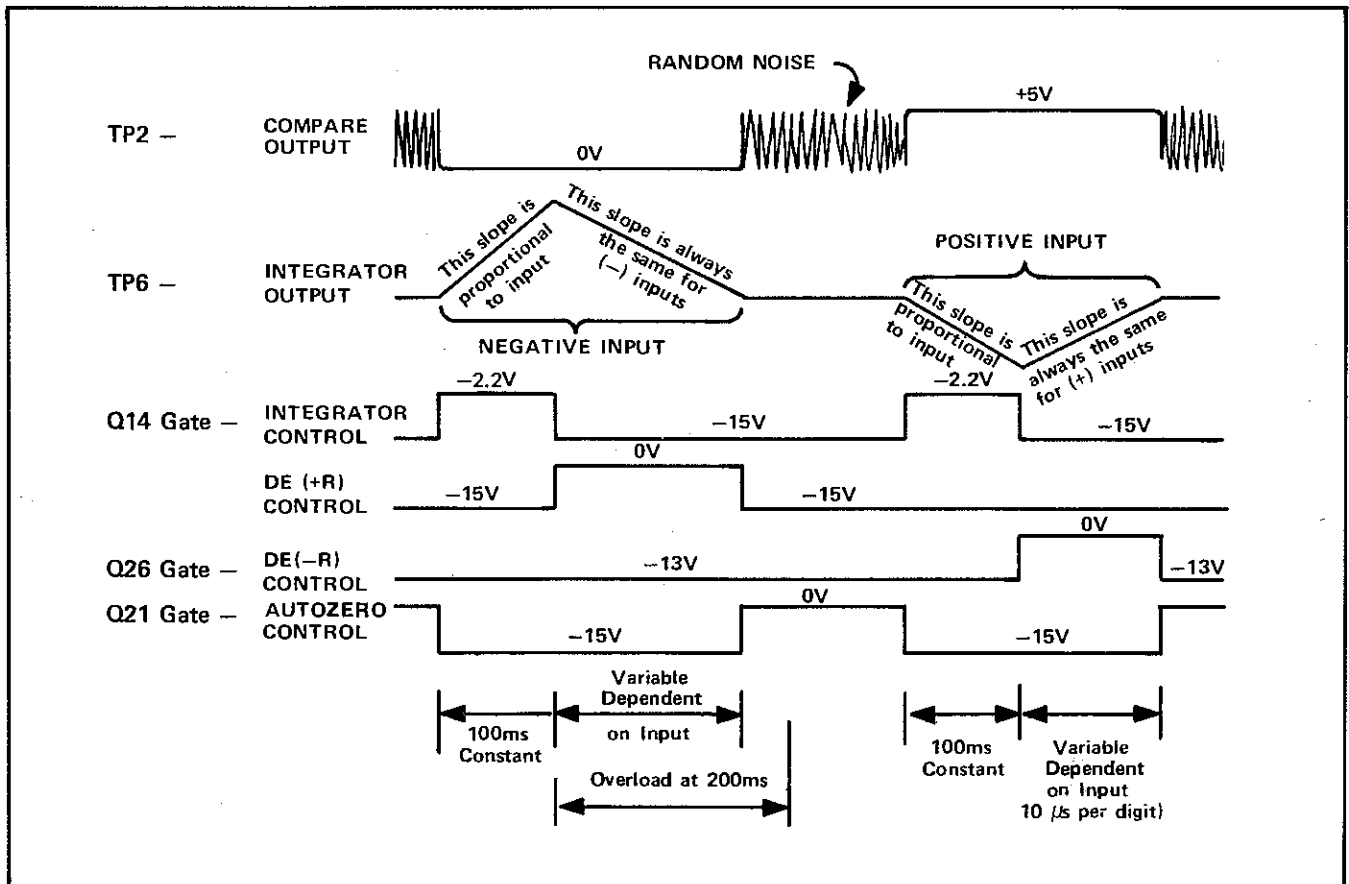 RANDOM NOISE
+5V
TP2 –
COMPARE
OUTPUT
0V
This slope is
proportional
to input
This slope is always
the same for
(–) inputs
POSITIVE INPUT
TP6 –
INTEGRATOR
OUTPUT
This slope is
proportional
to input
This slope is
always the same
for (+) inputs
NEGATIVE INPUT
–2.2V
–2.2V
Q14 Gate –
INTEGRATOR
CONTROL
–15V
–15V
0V
DE (+R)
CONTROL
–15V
–15V
0V
Q26 Gate –
DE(–R)
CONTROL
–13V
–13V
0V
Q21 Gate –
AUTOZERO
CONTROL
–15V
–15V
Variable
Dependent
on Input
100ms
Constant
100ms
Constant
Variable
Dependent
on Input
10 μs per digit)
Overload at 200ms